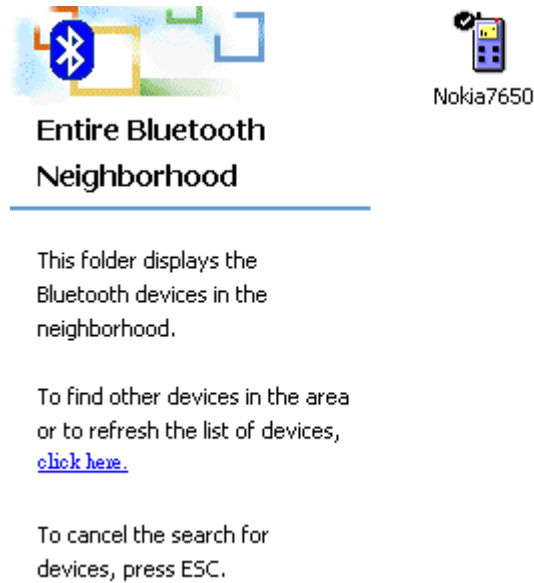 Entire Bluetooth
Neighborhood
Nokia7650
This folder displays the
Bluetooth devices in the
neighborhood.
To find other devices in the area
or to refresh the list of devices,
click here.
To cancel the search for
devices, press ESC.